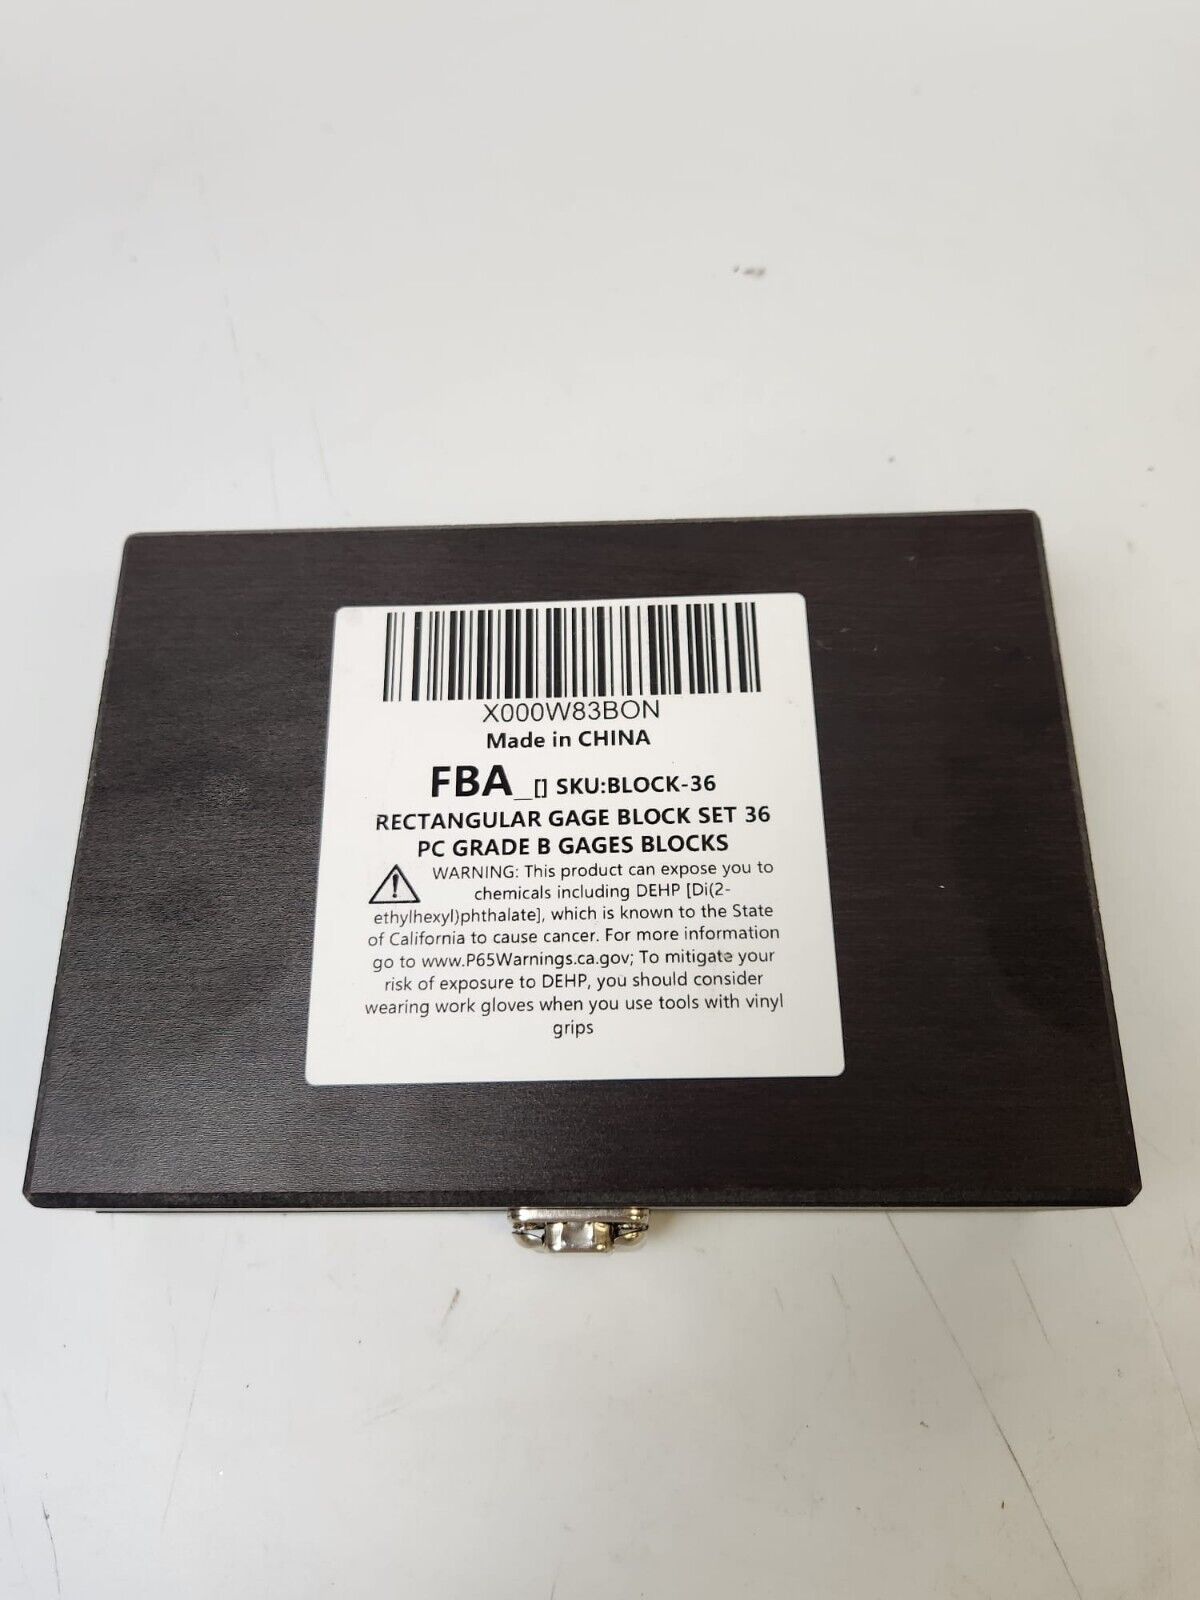 X000W83BON
Made in CHINA
FBA_[] SKU:BLOCK-36
RECTANGULAR GAGE BLOCK SET 36
PC GRADE B GAGES BLOCKS
WARNING: This product can expose you to
chemicals including DEHP [Di(2-
ethylhexyl)phthalate], which is known to the State
of California to cause cancer. For more information
go to www.P65Warnings.ca.gov; To mitigate your
risk of exposure to DEHP, you should consider
wearing work gloves when you use tools with vinyl
grips